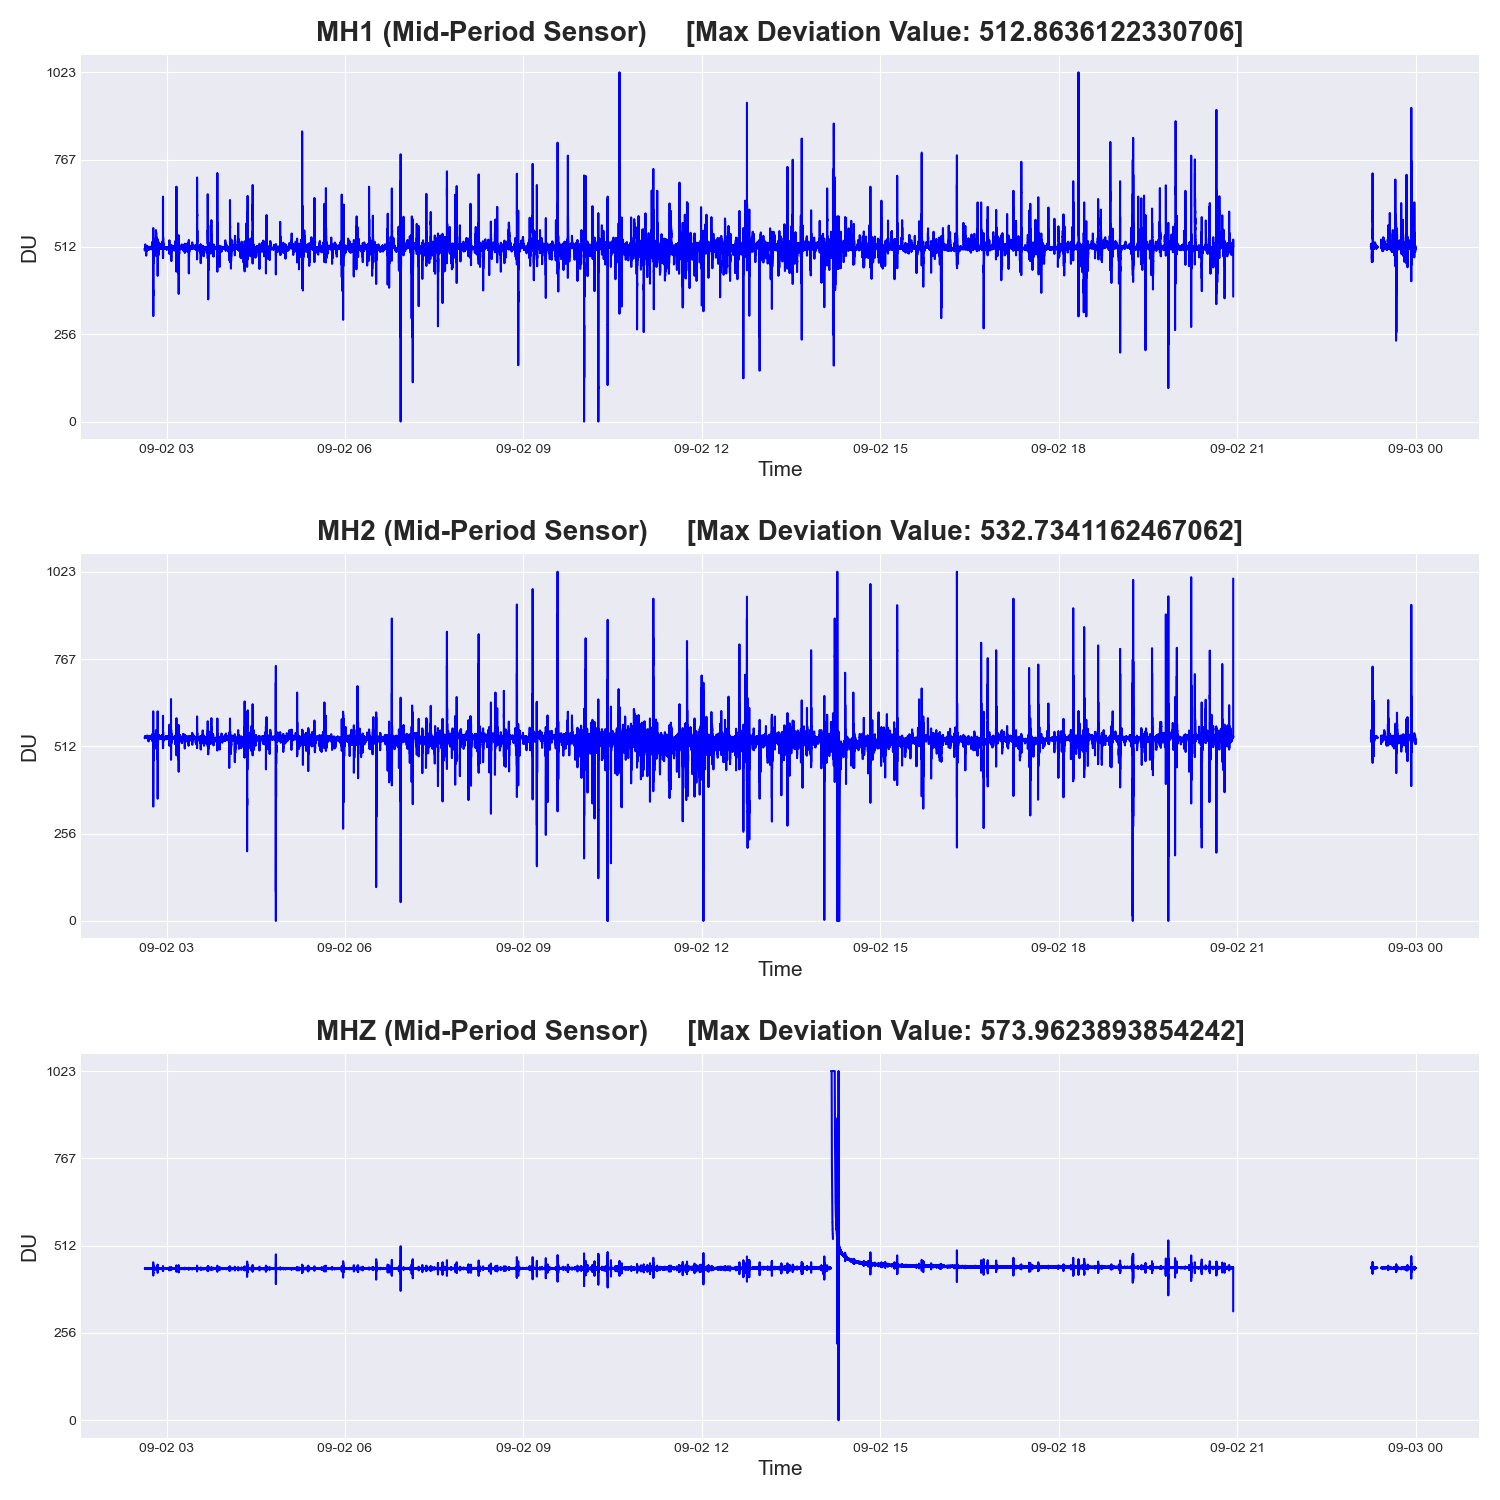 MH1 (Mid-Period Sensor) [Max Deviation Value: 512.8636122330706]
1023
767
512
256
0
DU
09-02 03 09-02 06 09-02 09 09-02 12 09-02 15 09-02 18 09-02 21 09-03 00
Time
MH2 (Mid-Period Sensor) [Max Deviation Value: 532.7341162467062]
1023
767
512
256
0
DU
09-02 03 09-02 06 09-02 09 09-02 12 09-02 15 09-02 18 09-02 21 09-03 00
Time
MHZ (Mid-Period Sensor) [Max Deviation Value: 573.9623893854242]
1023
767
512
256
0
DU
09-02 03 09-02 06 09-02 09 09-02 12 09-02 15 09-02 18 09-02 21 09-03 00
Time